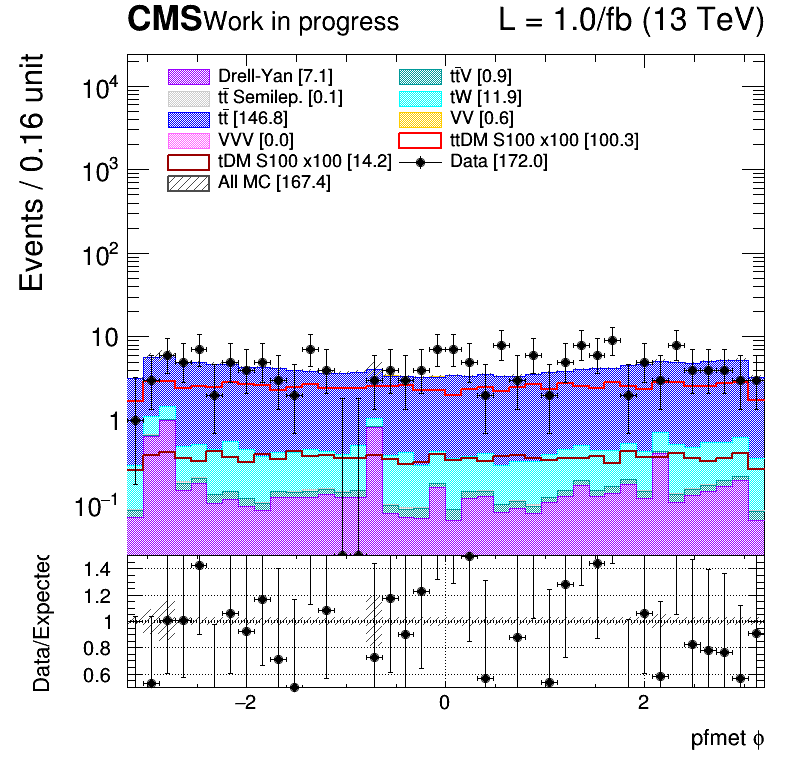 CMS Work in progress L = 1.0/fb (13 TeV)
Events / 0.16 unit
10⁴
10³
10²
10
1
10⁻¹
Drell-Yan [7.1]
tt̄V [0.9]
tt̄ Semilep. [0.1]
tW [11.9]
tt̄ [146.8]
VV [0.6]
VVV [0.0]
ttDM S100 x100 [100.3]
tDM S100 x100 [14.2]
Data [172.0]
All MC [167.4]
Data/Expected
1.4
1.2
1
0.8
0.6
−2 0 2
pfmet ϕ